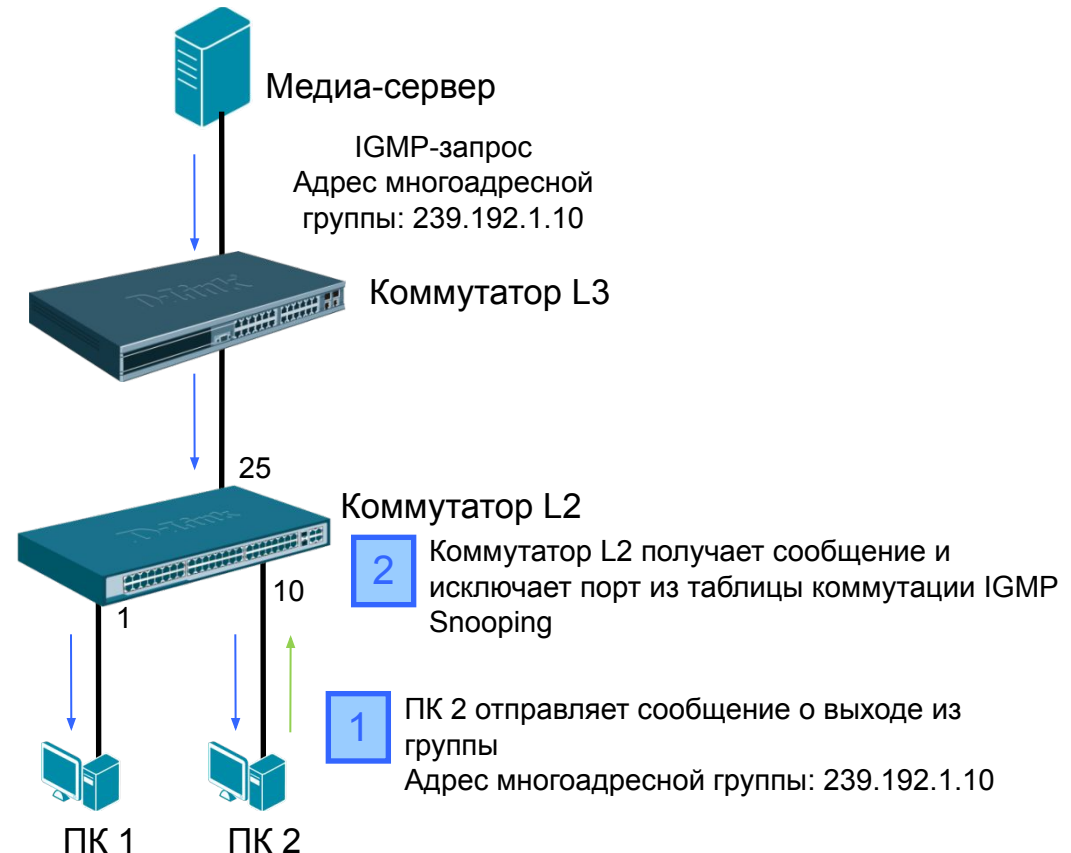 Медиа-сервер
IGMP-запрос
Адрес многоадресной
группы: 239.192.1.10
D-Link
Коммутатор L3
25
Коммутатор L2
D-Link
2
Коммутатор L2 получает сообщение и
исключает порт из таблицы коммутации IGMP
Snooping
10
1
1
ПК 2 отправляет сообщение о выходе из
группы
Адрес многоадресной группы: 239.192.1.10
ПК 1
ПК 2